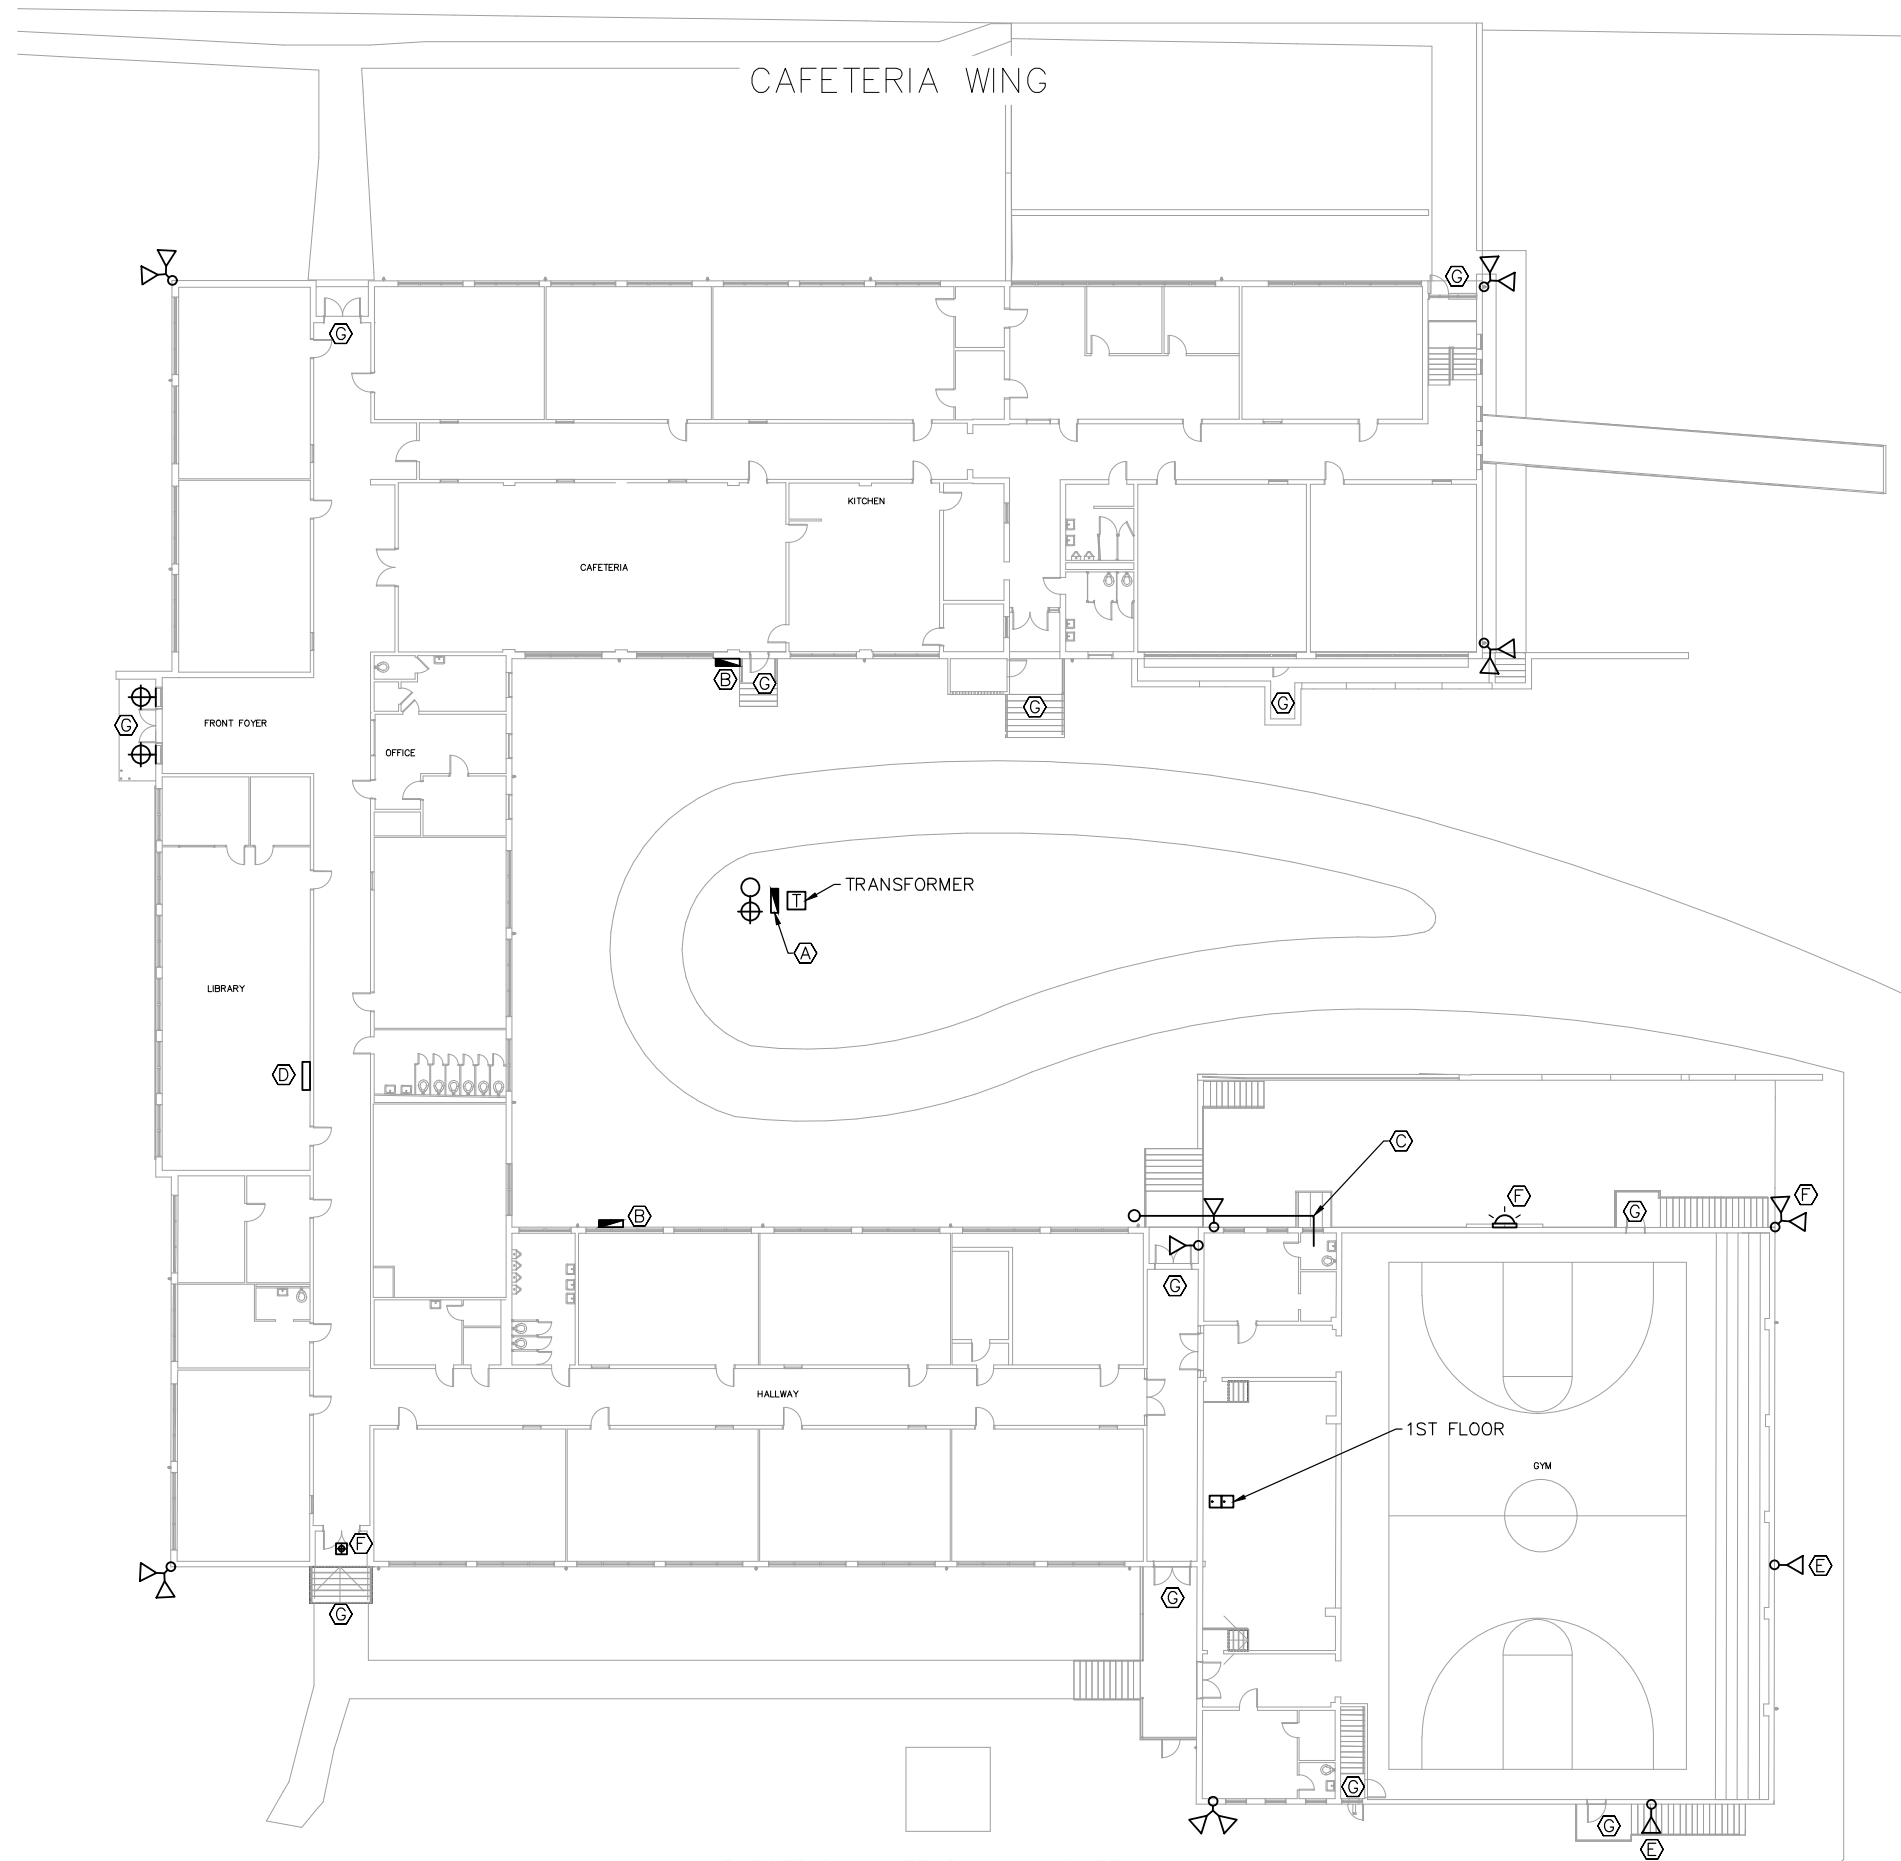 CAFETERIA WING
G
G
KITCHEN
CAFETERIA
B
G
G
G
G
FRONT FOYER
OFFICE
TRANSFORMER
T
A
LIBRARY
D
C
F
F
B
G
G
HALLWAY
1ST FLOOR
GYM
F
E
G
G
G
G
E